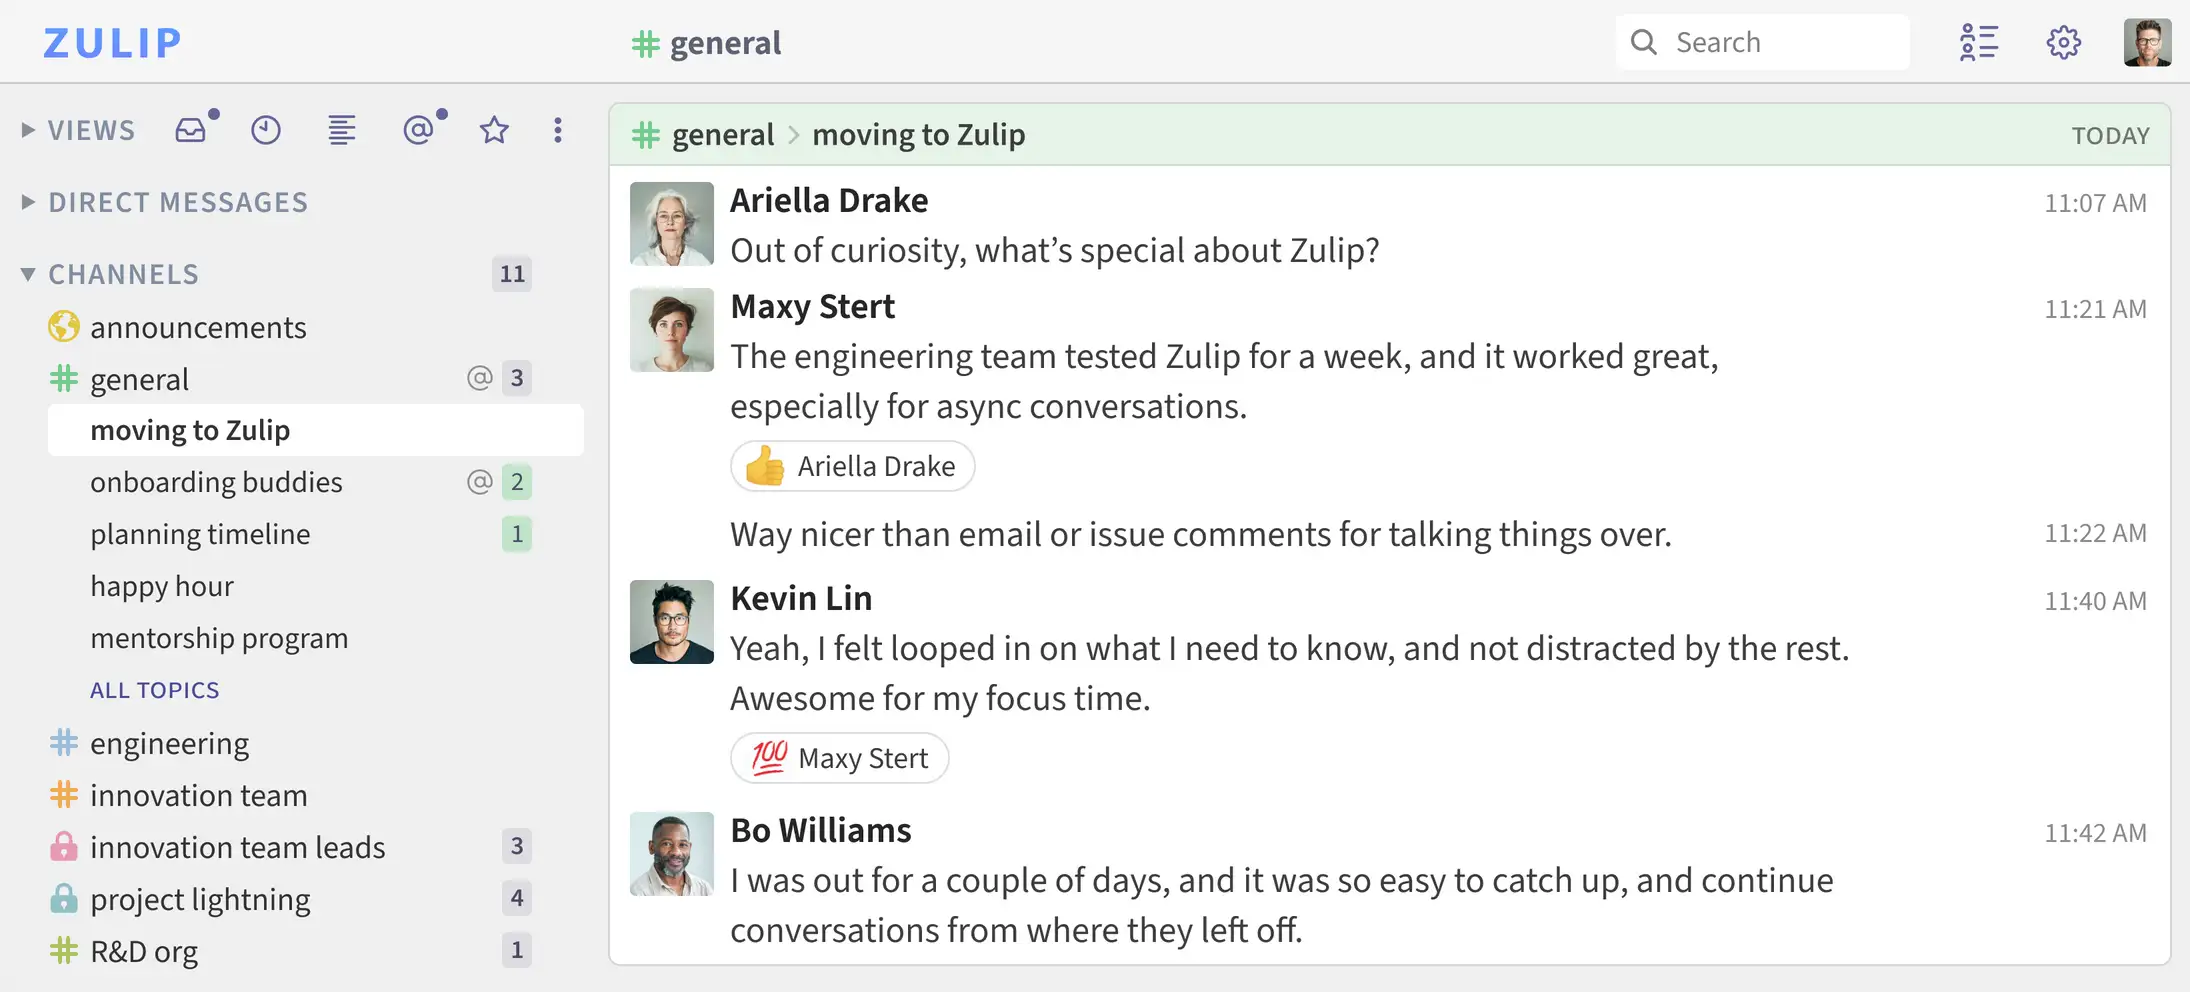 ZULIP
# general
Search
VIEWS
DIRECT MESSAGES
CHANNELS 11
announcements
# general @ 3
moving to Zulip
onboarding buddies @ 2
planning timeline 1
happy hour
mentorship program
ALL TOPICS
# engineering
# innovation team
innovation team leads 3
project lightning 4
# R&D org 1
# general > moving to Zulip TODAY
Ariella Drake 11:07 AM
Out of curiosity, what’s special about Zulip?
Maxy Stert 11:21 AM
The engineering team tested Zulip for a week, and it worked great,
especially for async conversations.
👍 Ariella Drake
Way nicer than email or issue comments for talking things over. 11:22 AM
Kevin Lin 11:40 AM
Yeah, I felt looped in on what I need to know, and not distracted by the rest.
Awesome for my focus time.
💯 Maxy Stert
Bo Williams 11:42 AM
I was out for a couple of days, and it was so easy to catch up, and continue
conversations from where they left off.